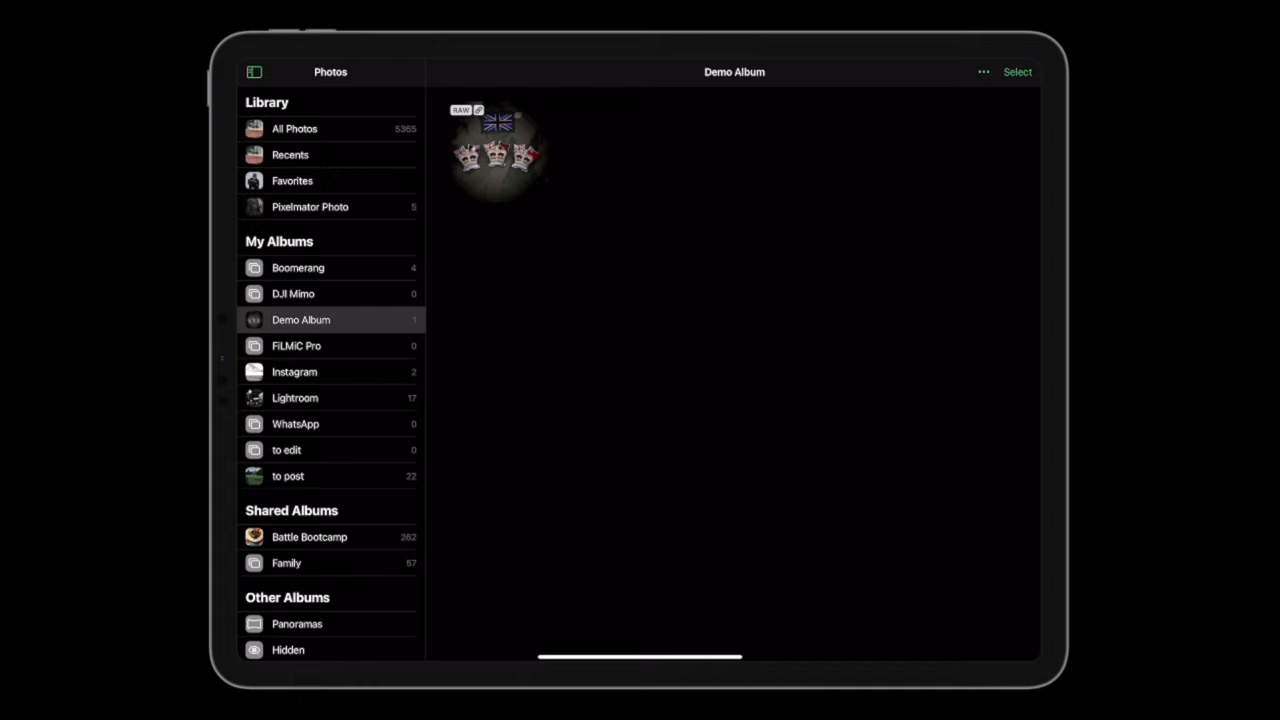 Photos
Demo Album
Select
Library
All Photos 5365
Recents
Favorites
Pixelmator Photo 5
My Albums
Boomerang 4
DJI Mimo 0
Demo Album 1
FiLMiC Pro 0
Instagram 2
Lightroom 17
WhatsApp 0
to edit 0
to post 22
Shared Albums
Battle Bootcamp 262
Family 57
Other Albums
Panoramas
Hidden
RAW